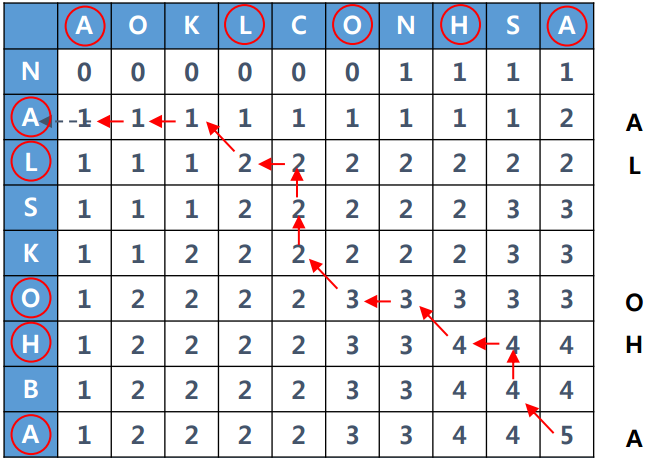 A O K L C O N H S A
N 0 0 0 0 0 0 1 1 1 1
A 1 1 1 1 1 1 1 1 1 2 A
L 1 1 1 2 2 2 2 2 2 2 L
S 1 1 1 2 2 2 2 2 3 3
K 1 1 2 2 2 2 2 2 3 3
O 1 2 2 2 2 3 3 3 3 3 O
H 1 2 2 2 2 3 3 4 4 4 H
B 1 2 2 2 2 3 3 4 4 4
A 1 2 2 2 2 3 3 4 4 5 A